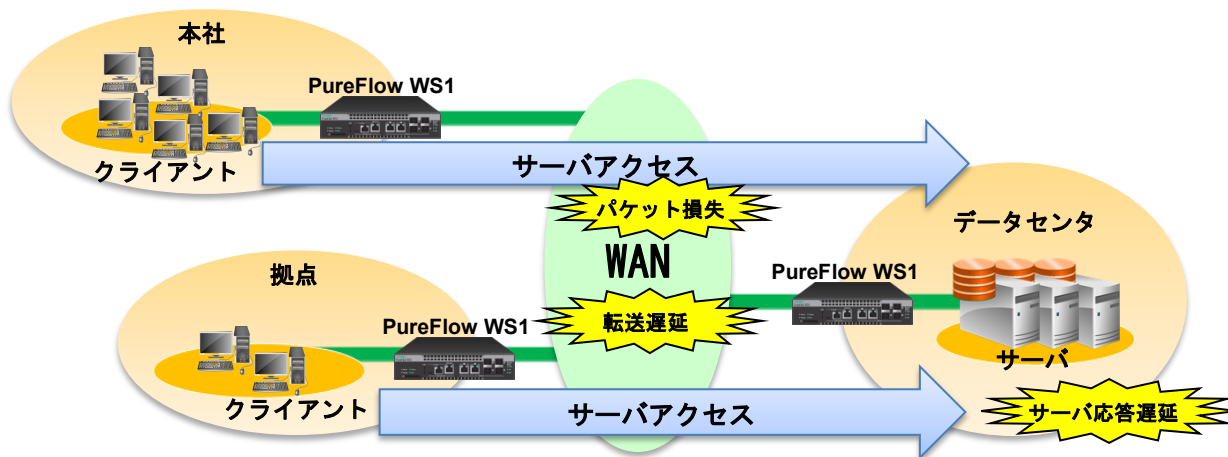 本社
PureFlow WS1
クライアント
サーバアクセス
パケット損失
データセンタ
WAN
拠点
PureFlow WS1
転送遅延
PureFlow WS1
サーバ
クライアント
サーバアクセス
サーバ応答遅延